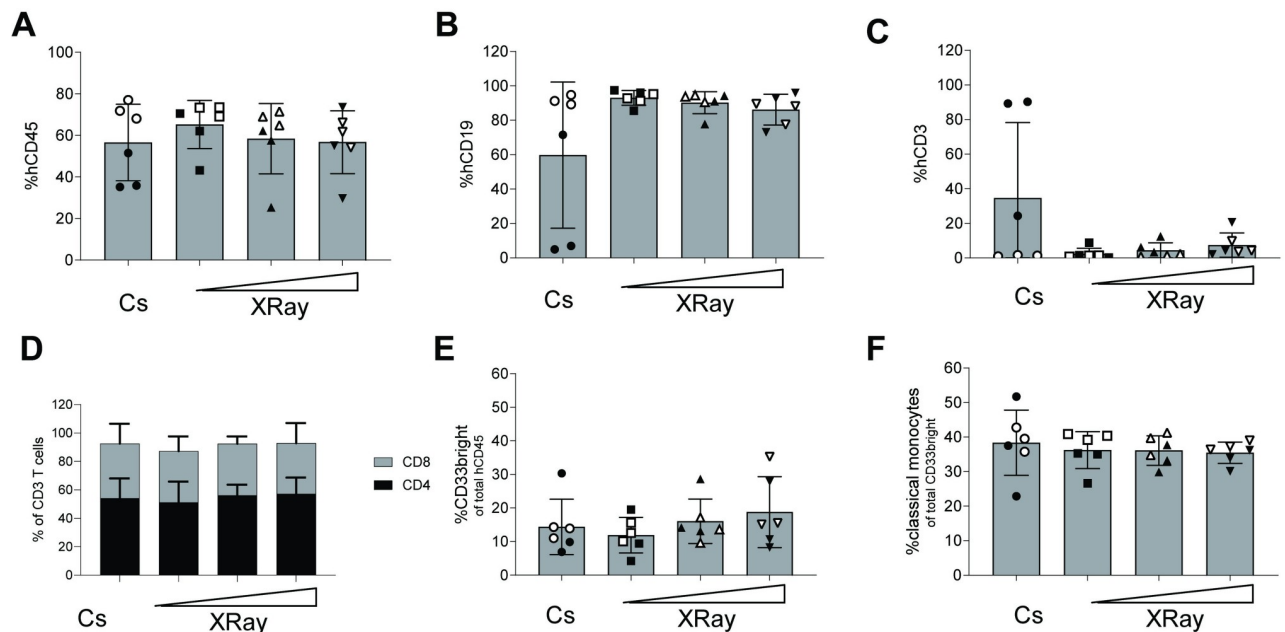 A
%hCD45
100
80
60
40
20
0
Cs
XRay
B
%hCD19
120
100
80
60
40
20
0
Cs
XRay
C
%hCD3
120
100
80
60
40
20
0
Cs
XRay
D
% of CD3 T cells
120
100
80
60
40
20
0
CD8
CD4
Cs
XRay
E
%CD33bright
of total hCD45
60
50
40
30
20
10
0
Cs
XRay
F
%classical monocytes
of total CD33bright
60
50
40
30
20
10
0
Cs
XRay